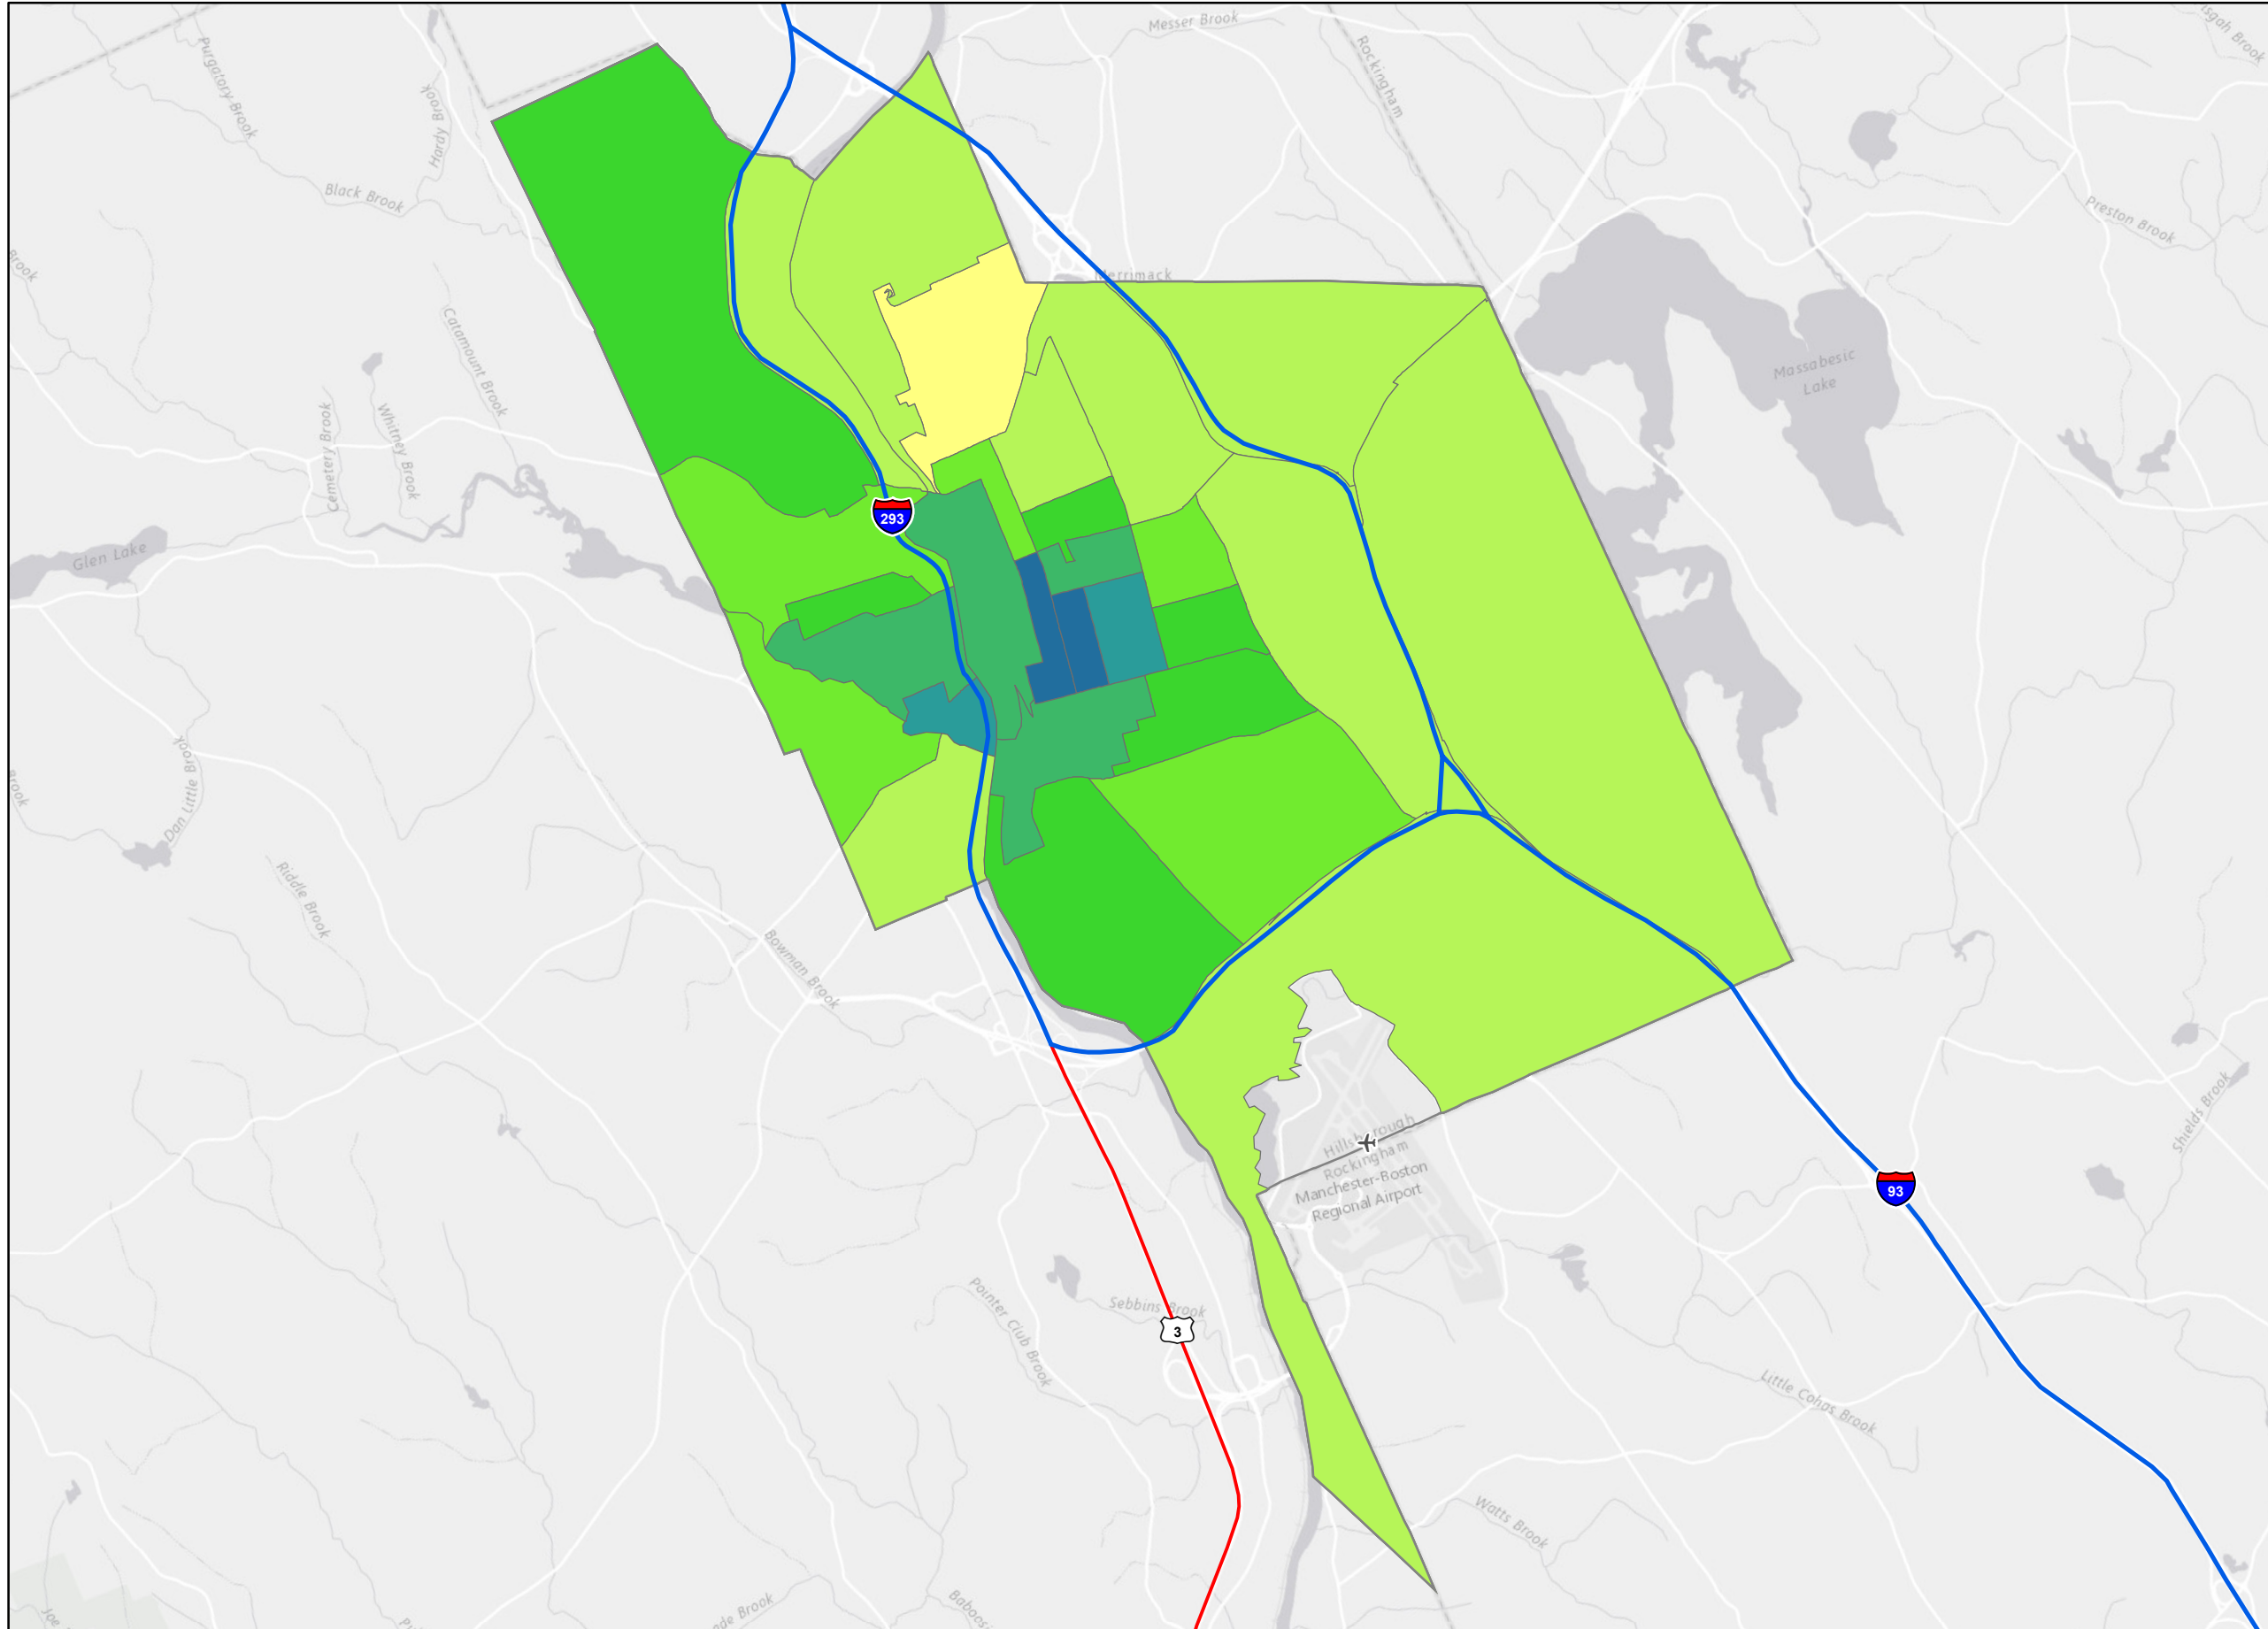 Messer Brook
Purgatory Brook
Hardy Brook
Rockingham
Black Brook
Preston Brook
Brook
Merrimack
Catamount Brook
Massabesic
Lake
Cemetery Brook
Whitney Brook
293
Glen Lake
Dan Little Brook
Brook
Riddle Brook
Bowman Brook
Shields Brook
Hillsborough
Rockingham
Manchester-Boston
Regional Airport
93
Pointer Club Brook
Sebbins Brook
3
Little Cohas Brook
Watts Brook
Brook